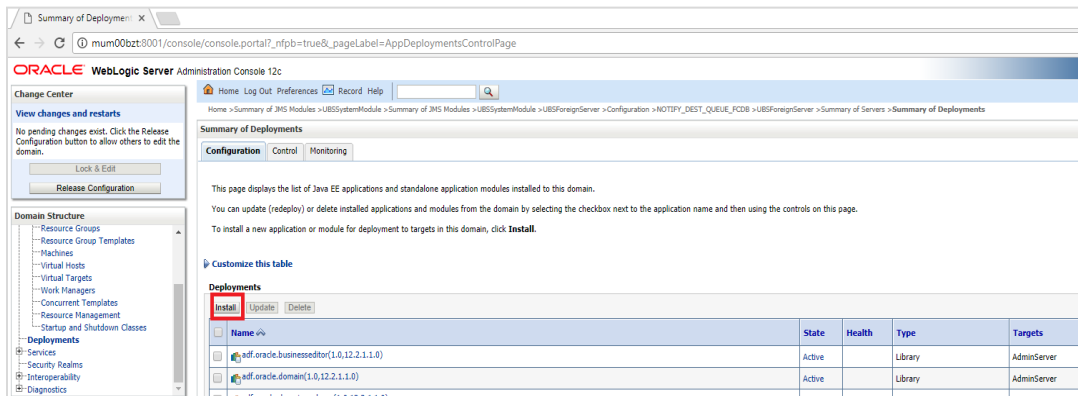 Summary of Deployment
mum00bzt:8001/console/console.portal?_nfpb=true&_pageLabel=AppDeploymentsControlPage
ORACLE WebLogic Server Administration Console 12c
Change Center
View changes and restarts
No pending changes exist. Click the Release
Configuration button to allow others to edit the
domain.
Lock & Edit
Release Configuration
Domain Structure
Resource Groups
Resource Group Templates
Machines
Virtual Hosts
Virtual Targets
Work Managers
Concurrent Templates
Resource Management
Startup and Shutdown Classes
Deployments
Services
Security Realms
Interoperability
Diagnostics
Home Log Out Preferences Record Help
Home >Summary of JMS Modules >UBSSystemModule >Summary of JMS Modules >UBSSystemModule >UBSForeignServer >Configuration >NOTIFY_DEST_QUEUE_FCDB >UBSForeignServer >Summary of Servers >Summary of Deployments
Summary of Deployments
Configuration Control Monitoring
This page displays the list of Java EE applications and standalone application modules installed to this domain.
You can update (redeploy) or delete installed applications and modules from the domain by selecting the checkbox next to the application name and then using the controls on this page.
To install a new application or module for deployment to targets in this domain, click Install.
Customize this table
Deployments
Install Update Delete
Name State Health Type Targets
adf.oracle.businesseditor(1.0,12.2.1.1.0) Active Library AdminServer
adf.oracle.domain(1.0,12.2.1.1.0) Active Library AdminServer